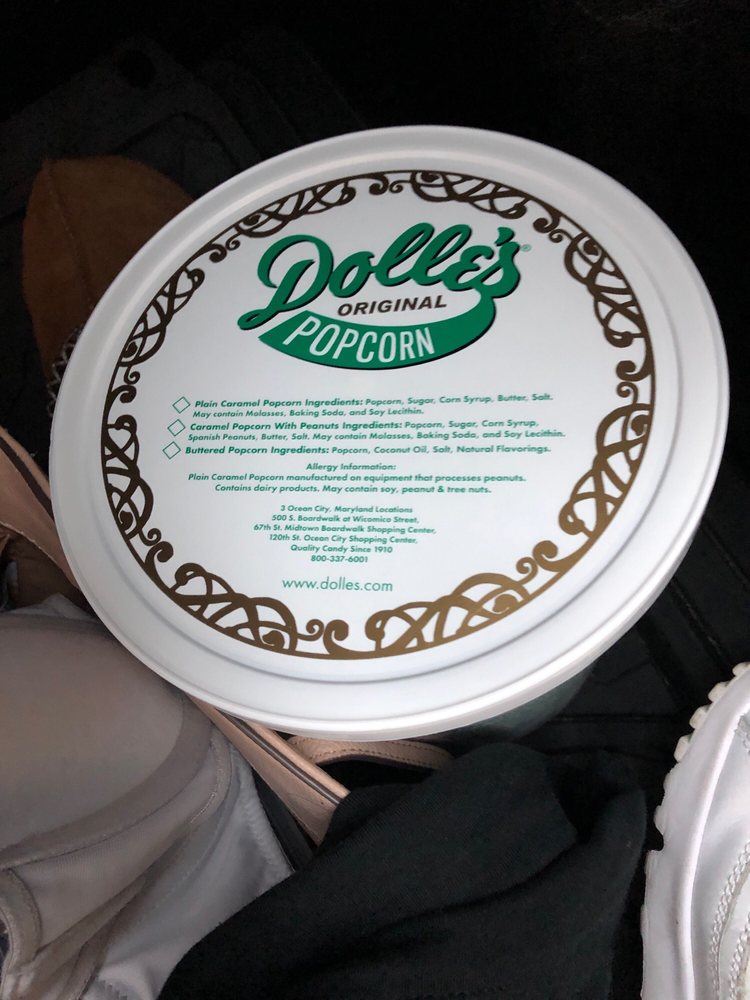 Dolle's®
ORIGINAL
POPCORN
Plain Caramel Popcorn Ingredients: Popcorn, Sugar, Corn Syrup, Butter, Salt.
May contain Molasses, Baking Soda, and Soy Lecithin.
Caramel Popcorn With Peanuts Ingredients: Popcorn, Sugar, Corn Syrup,
Spanish Peanuts, Butter, Salt. May contain Molasses, Baking Soda, and Soy Lecithin.
Buttered Popcorn Ingredients: Popcorn, Coconut Oil, Salt, Natural Flavorings.
Allergy Information:
Plain Caramel Popcorn manufactured on equipment that processes peanuts.
Contains dairy products. May contain soy, peanut & tree nuts.
3 Ocean City, Maryland Locations
500 S. Boardwalk at Wicomico Street,
67th St. Midtown Boardwalk Shopping Center,
120th St. Ocean City Shopping Center,
Quality Candy Since 1910
800-337-6001
www.dolles.com